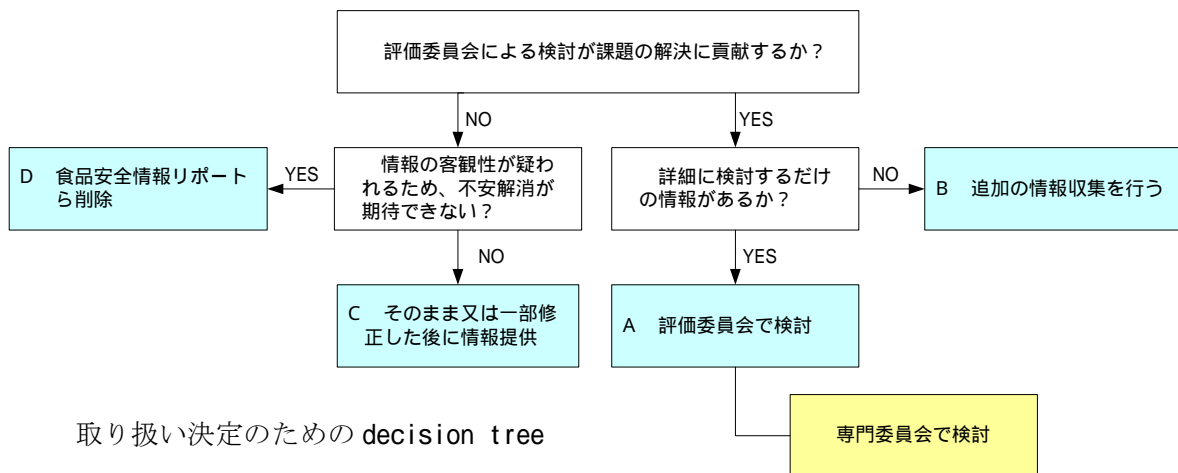 評価委員会による検討が課題の解決に貢献するか？
NO
YES
D 食品安全情報リポート
ら削除
YES
情報の客観性が疑わ
れるため、不安解消が
期待できない？
詳細に検討するだけ
の情報があるか？
NO
B 追加の情報収集を行う
NO
YES
C そのまま又は一部修
正した後に情報提供
A 評価委員会で検討
取り扱い決定のための decision tree
専門委員会で検討